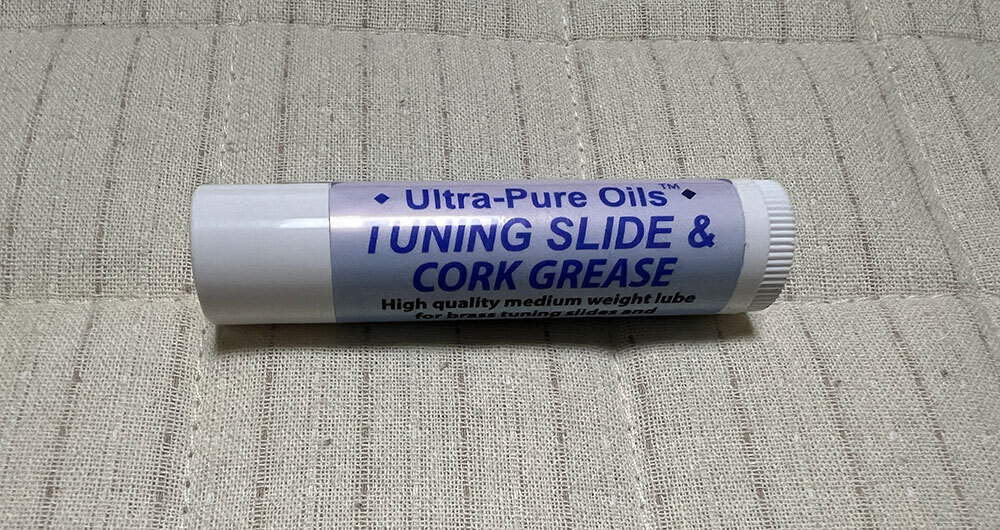 ◆ Ultra-Pure Oils™ ◆
TUNING SLIDE &
CORK GREASE
High quality medium weight lube
for brass tuning slides and